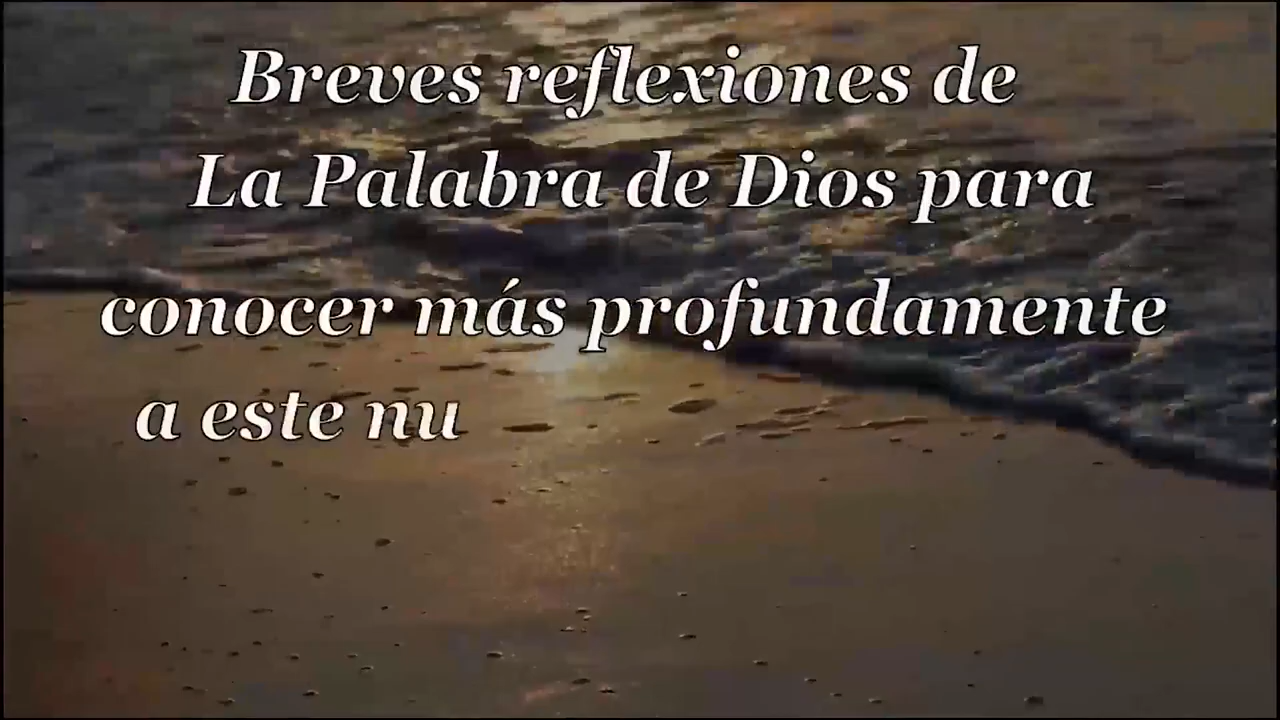 Breves reflexiones de
La Palabra de Dios para
conocer más profundamente
a este nu